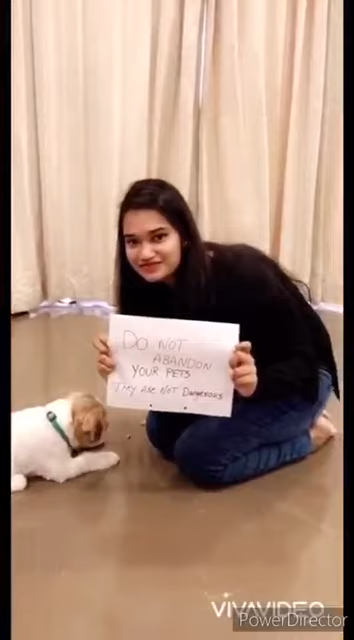 DO NOT
ABANDON
YOUR PETS
They are Not Dangerous
VIVAVIDEO
PowerDirector